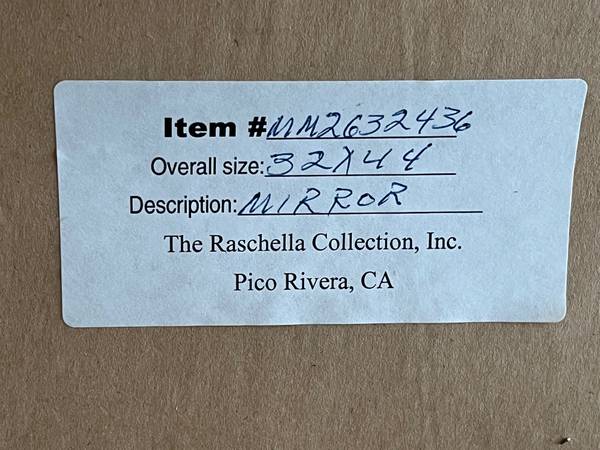 Item #MM2632436
Overall size: 32X44
Description: MIRROR
The Raschella Collection, Inc.
Pico Rivera, CA